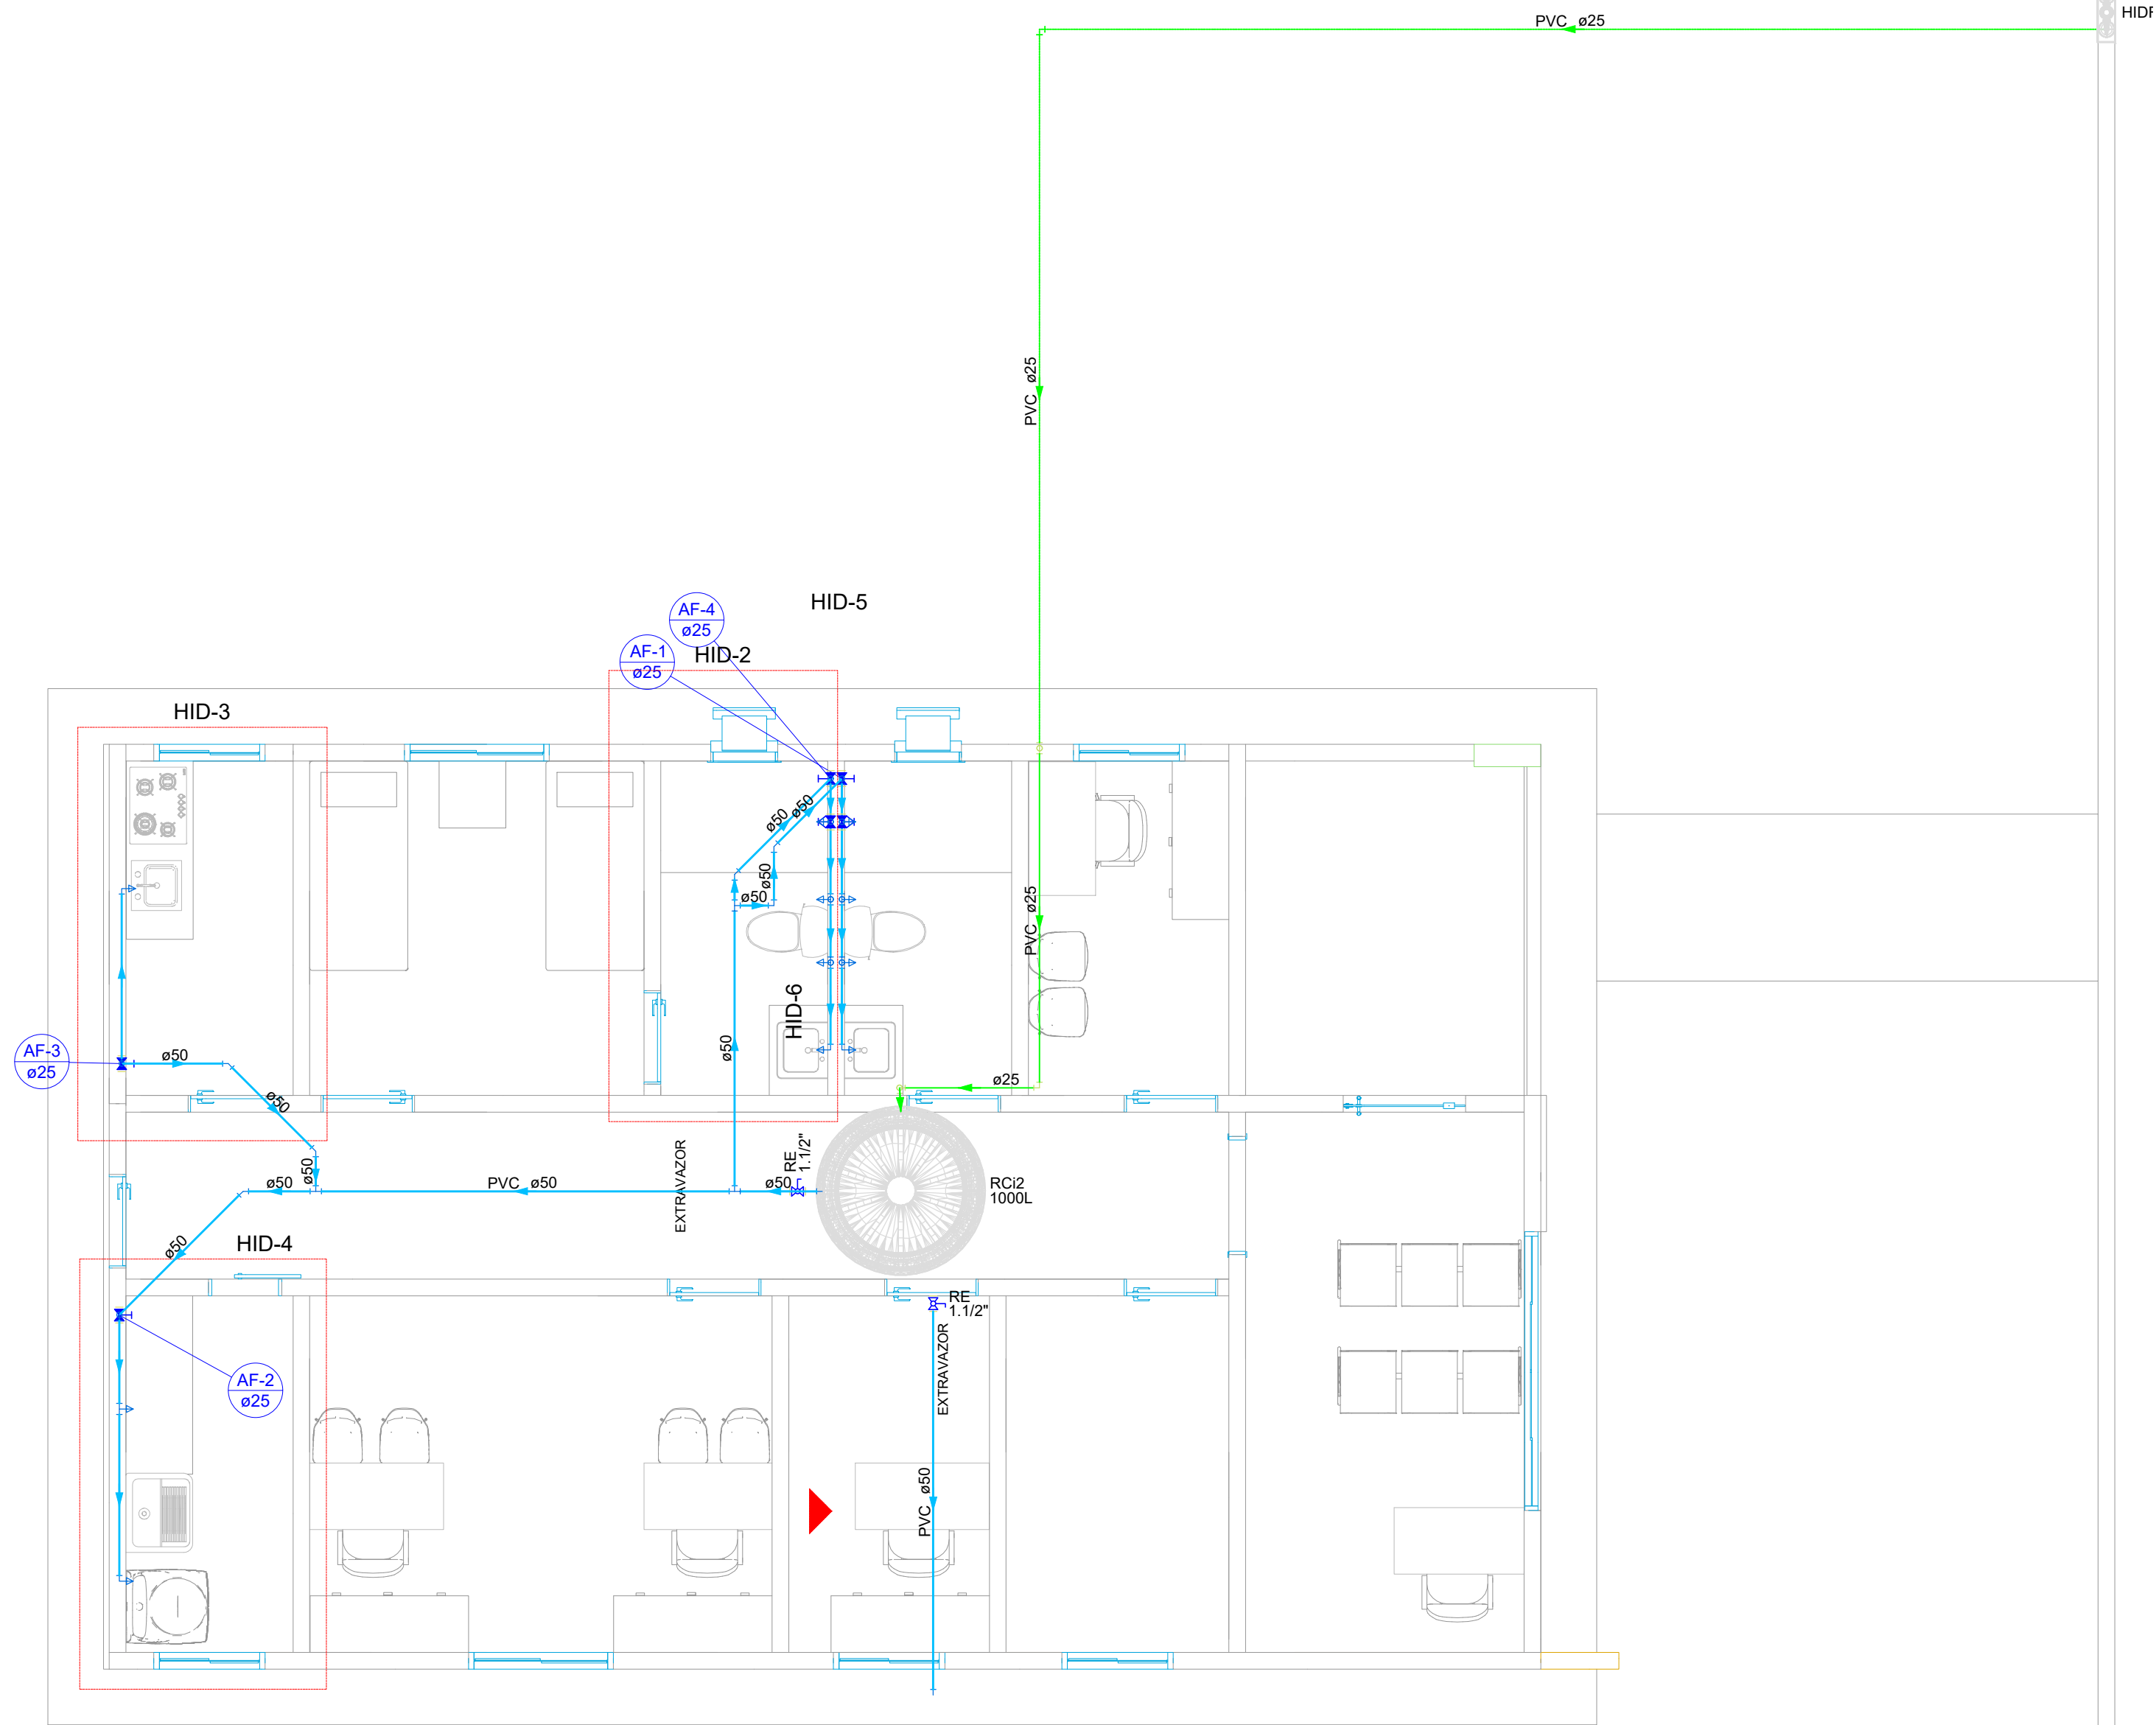 PVC ø25
HIDR
PVC ø25
HID-5
AF-4
ø25
AF-1
ø25
HID-2
HID-3
ø50
ø50
ø50
ø50
PVC ø25
HID-6
AF-3
ø25
ø50
ø50
ø50
ø25
EXTRAVAZOR
RE
1.1/2"
ø50
ø50
PVC ø50
ø50
RCi2
1000L
ø50
HID-4
RE
1.1/2"
EXTRAVAZOR
AF-2
ø25
PVC ø50